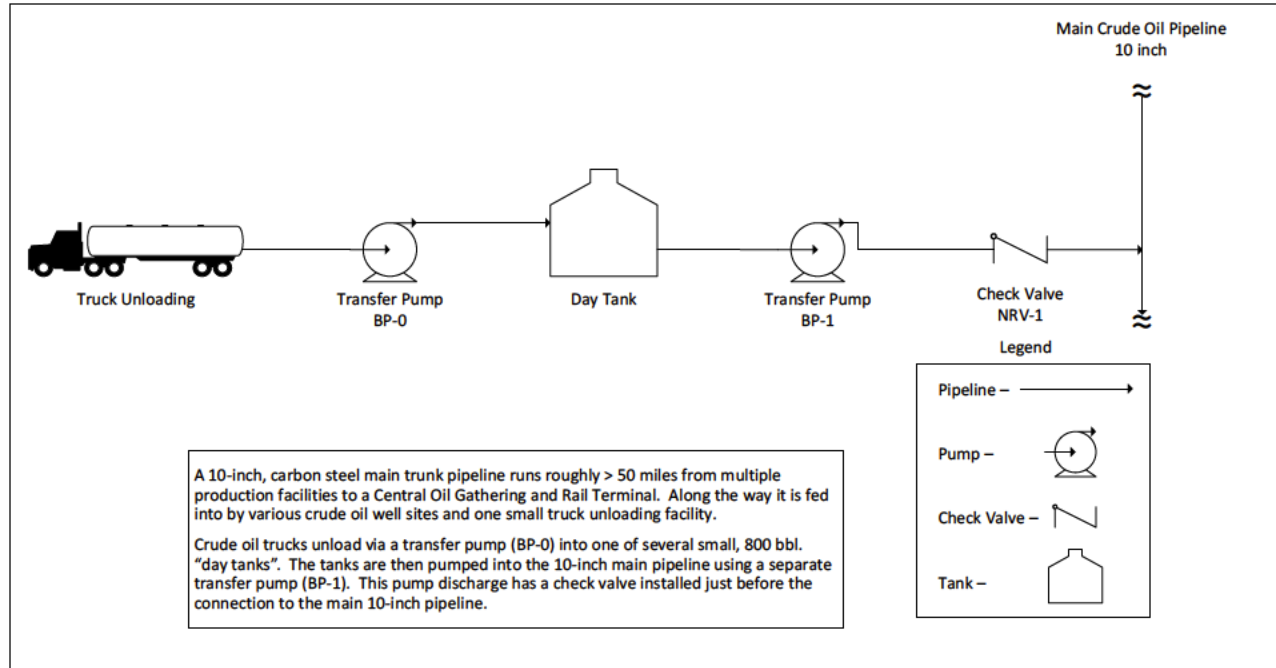 Main Crude Oil Pipeline
10 inch
Truck Unloading
Transfer Pump
BP-0
Day Tank
Transfer Pump
BP-1
Check Valve
NRV-1
Legend
Pipeline –
Pump –
Check Valve –
Tank –
A 10-inch, carbon steel main trunk pipeline runs roughly > 50 miles from multiple
production facilities to a Central Oil Gathering and Rail Terminal.  Along the way it is fed
into by various crude oil well sites and one small truck unloading facility.
Crude oil trucks unload via a transfer pump (BP-0) into one of several small, 800 bbl.
“day tanks”.  The tanks are then pumped into the 10-inch main pipeline using a separate
transfer pump (BP-1).  This pump discharge has a check valve installed just before the
connection to the main 10-inch pipeline.